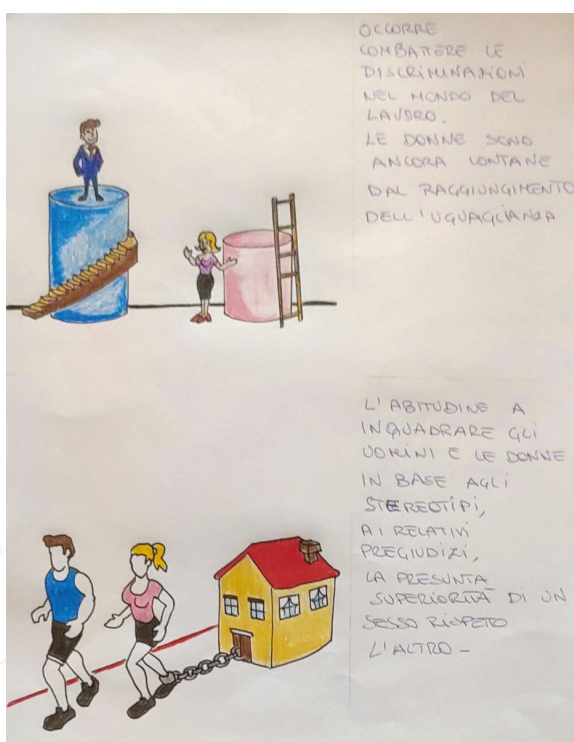 OCCORRE
COMBATTERE LE
DISCRIMINAZIONI
NEL MONDO DEL
LAVORO.
LE DONNE SONO
ANCORA LONTANE
DAL RAGGIUNGIMENTO
DELL'UGUAGLIANZA
L'ABITUDINE A
INQUADRARE GLI
UOMINI E LE DONNE
IN BASE AGLI
STEREOTIPI,
AI RELATIVI
PREGIUDIZI,
LA PRESUNTA
SUPERIORITÀ DI UN
SESSO RISPETO
L'ALTRO -